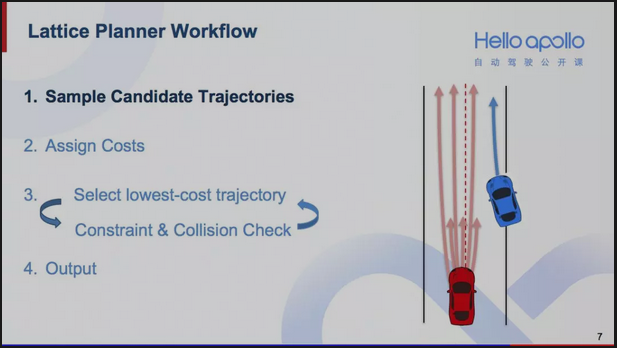 Lattice Planner Workflow
Hello apollo
自动驾驶公开课
1. Sample Candidate Trajectories
2. Assign Costs
3. Select lowest-cost trajectory
Constraint & Collision Check
4. Output
7